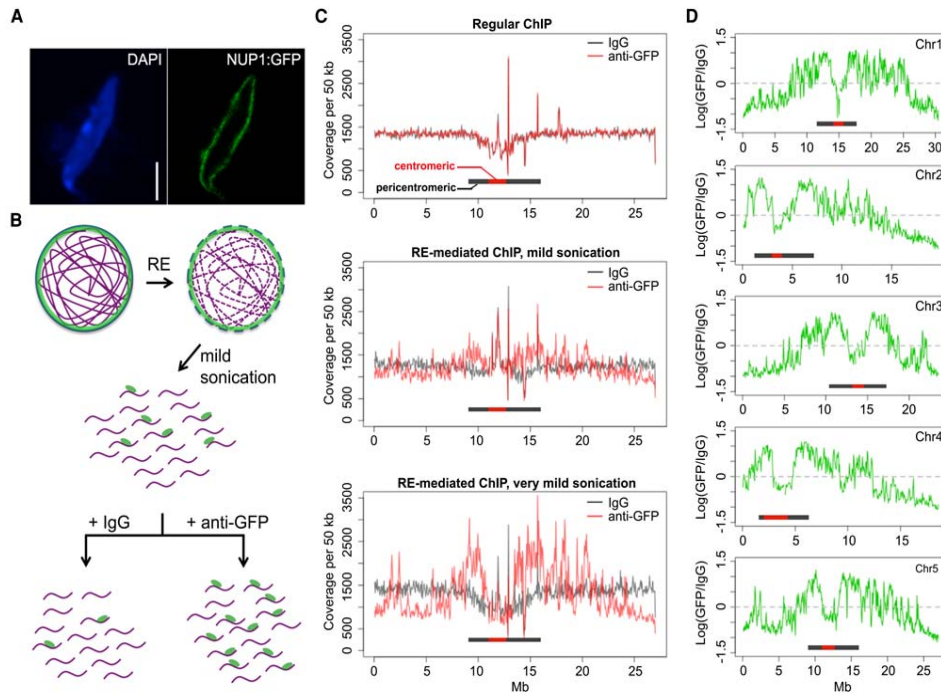 A
DAPI
NUP1:GFP
B
RE
mild
sonication
+ IgG
+ anti-GFP
C
Regular ChIP
Coverage per 50 kb
0 500 1500 2500 3500
IgG
anti-GFP
centromeric
pericentromeric
0 5 10 15 20 25
RE-mediated ChIP, mild sonication
Coverage per 50 kb
0 500 1500 2500 3500
IgG
anti-GFP
0 5 10 15 20 25
RE-mediated ChIP, very mild sonication
Coverage per 50 kb
0 500 1500 2500 3500
IgG
anti-GFP
0 5 10 15 20 25
Mb
D
Chr1
Log(GFP/IgG)
-1.5 0 1.5
0 5 10 15 20 25 30
Chr2
Log(GFP/IgG)
-1.5 0 1.5
0 5 10 15
Chr3
Log(GFP/IgG)
-1.5 0 1.5
0 5 10 15 20
Chr4
Log(GFP/IgG)
-1.5 0 1.5
0 5 10 15
Chr5
Log(GFP/IgG)
-1.5 0 1.5
0 5 10 15 20 25
Mb